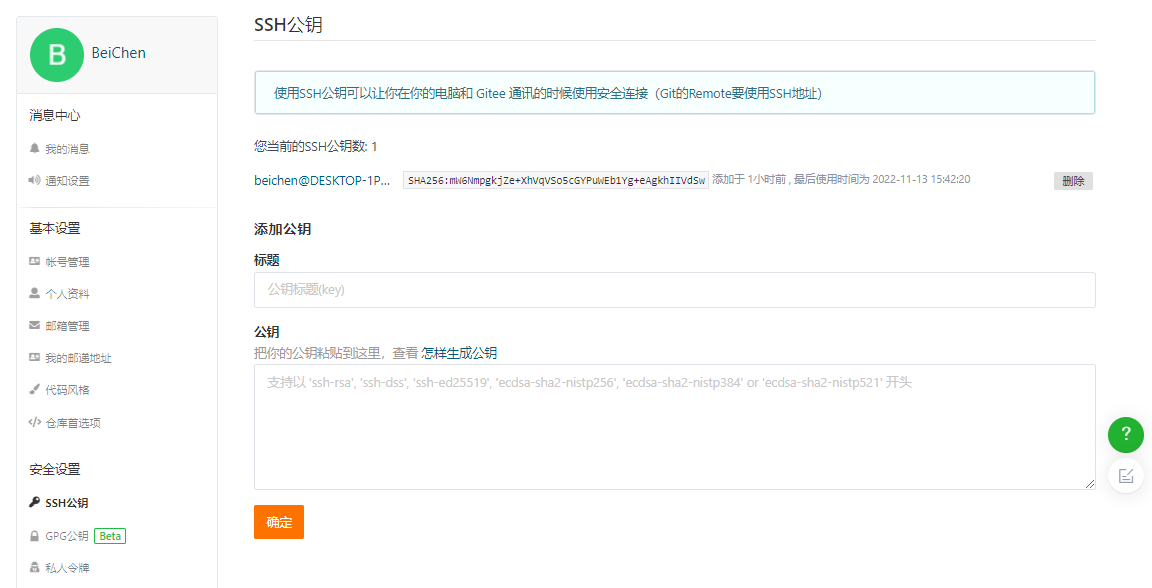 B
BeiChen
消息中心
我的消息
通知设置
基本设置
帐号管理
个人资料
邮箱管理
我的邮递地址
代码风格
仓库首选项
安全设置
SSH公钥
GPG公钥 Beta
私人令牌
SSH公钥
使用SSH公钥可以让你在你的电脑和 Gitee 通讯的时候使用安全连接（Git的Remote要使用SSH地址）
您当前的SSH公钥数: 1
beichen@DESKTOP-1P... SHA256:mW6NmpgkjZe+XhVqVSo5cGYPuWEb1Yg+eAgkhIIVdSw 添加于 1小时前 , 最后使用时间为 2022-11-13 15:42:20 删除
添加公钥
标题
公钥标题(key)
公钥
把你的公钥粘贴到这里，查看 怎样生成公钥
支持以 'ssh-rsa', 'ssh-dss', 'ssh-ed25519', 'ecdsa-sha2-nistp256', 'ecdsa-sha2-nistp384' or 'ecdsa-sha2-nistp521' 开头
确定
?